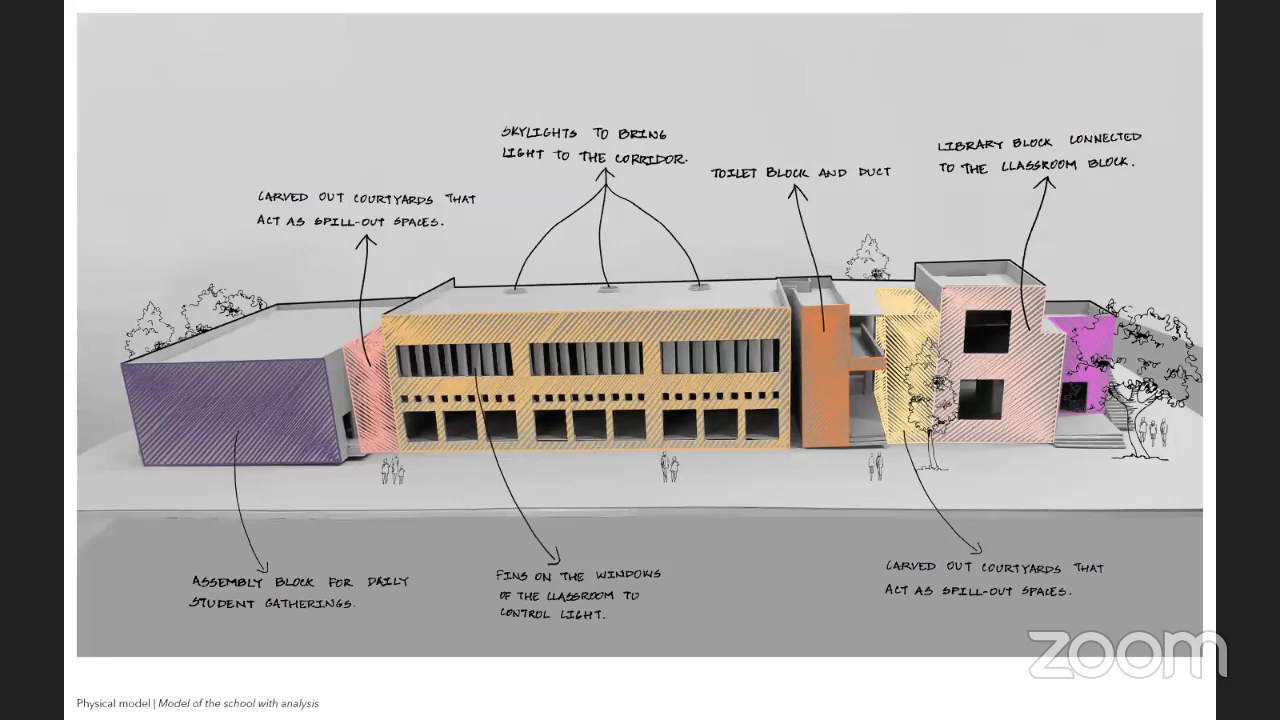 SKYLIGHTS TO BRING
LIGHT TO THE CORRIDOR.
LIBRARY BLOCK CONNECTED
TO THE CLASSROOM BLOCK.
TOILET BLOCK AND DUCT
CARVED OUT COURTYARDS THAT
ACT AS SPILL-OUT SPACES.
ASSEMBLY BLOCK FOR DAILY
STUDENT GATHERINGS.
FINS ON THE WINDOWS
OF THE CLASSROOM TO
CONTROL LIGHT.
CARVED OUT COURTYARDS THAT
ACT AS SPILL-OUT SPACES.
zoom
Physical model | Model of the school with analysis